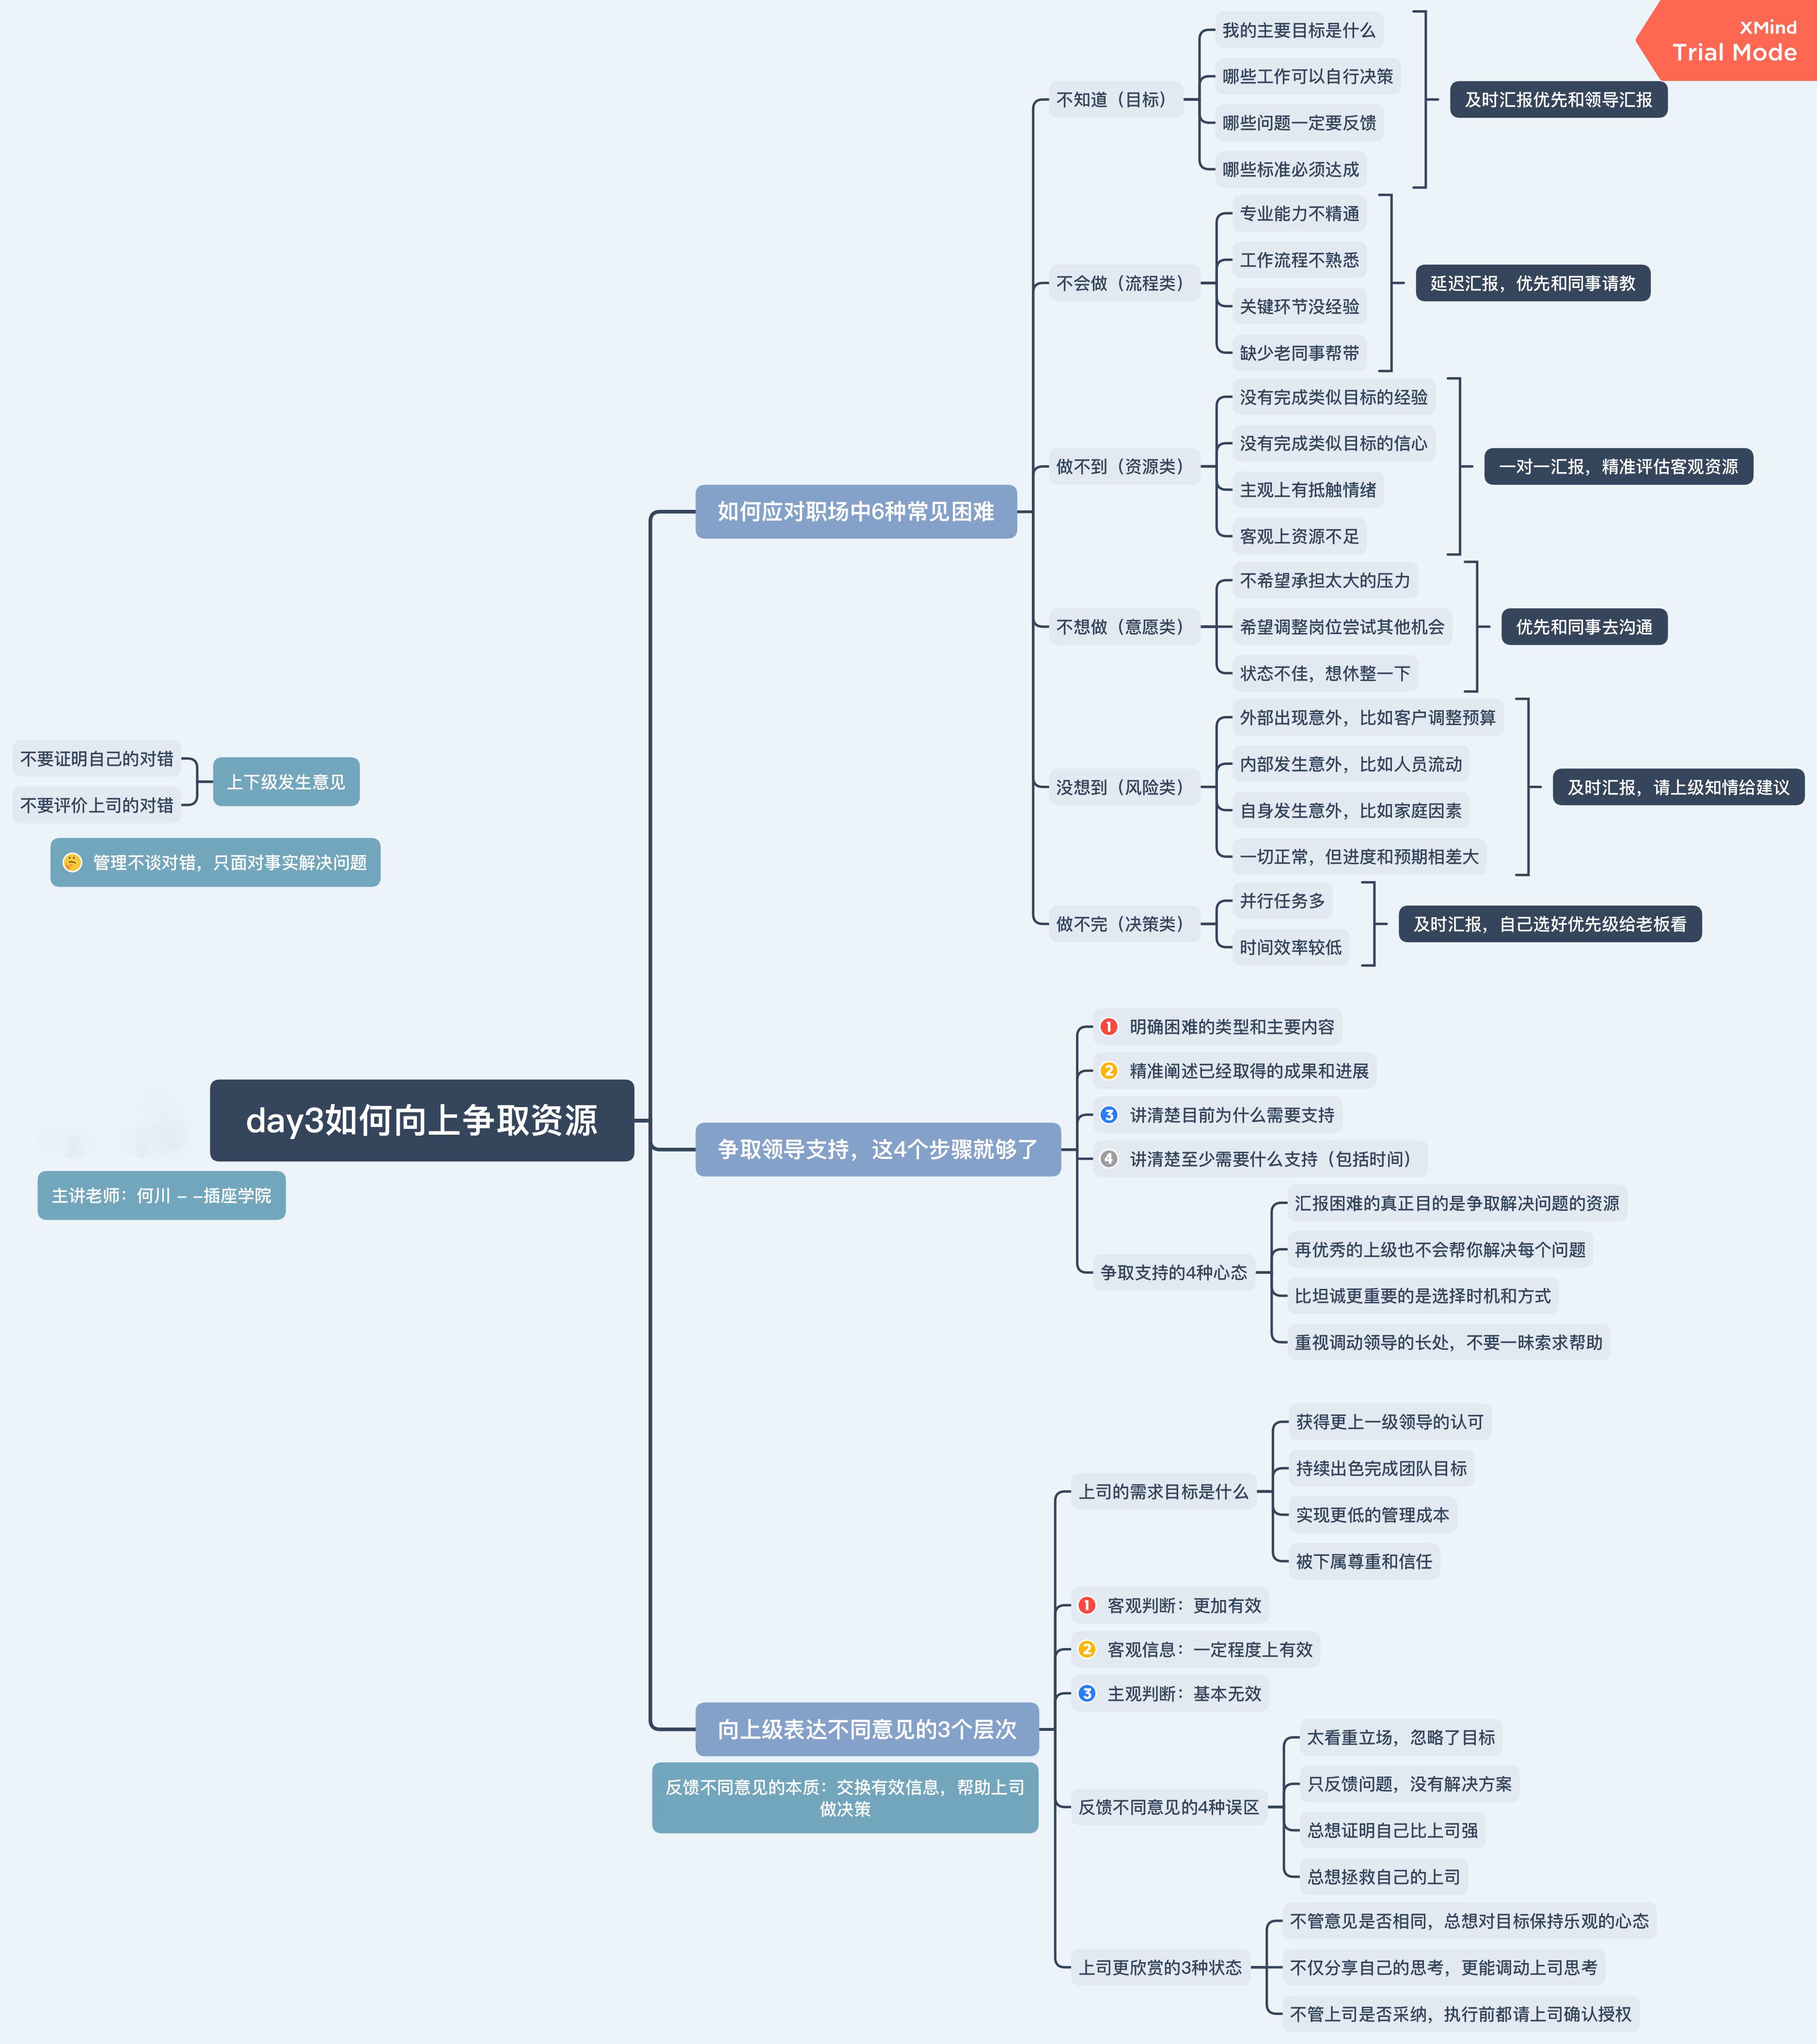 XMind
Trial Mode
day3如何向上争取资源
主讲老师：何川 – –插座学院
上下级发生意见
不要证明自己的对错
不要评价上司的对错
管理不谈对错，只面对事实解决问题
如何应对职场中6种常见困难
不知道（目标）
我的主要目标是什么
哪些工作可以自行决策
哪些问题一定要反馈
哪些标准必须达成
及时汇报优先和领导汇报
不会做（流程类）
专业能力不精通
工作流程不熟悉
关键环节没经验
缺少老同事帮带
延迟汇报，优先和同事请教
做不到（资源类）
没有完成类似目标的经验
没有完成类似目标的信心
主观上有抵触情绪
客观上资源不足
一对一汇报，精准评估客观资源
不想做（意愿类）
不希望承担太大的压力
希望调整岗位尝试其他机会
状态不佳，想休整一下
优先和同事去沟通
没想到（风险类）
外部出现意外，比如客户调整预算
内部发生意外，比如人员流动
自身发生意外，比如家庭因素
一切正常，但进度和预期相差大
及时汇报，请上级知情给建议
做不完（决策类）
并行任务多
时间效率较低
及时汇报，自己选好优先级给老板看
争取领导支持，这4个步骤就够了
1 明确困难的类型和主要内容
2 精准阐述已经取得的成果和进展
3 讲清楚目前为什么需要支持
4 讲清楚至少需要什么支持（包括时间）
争取支持的4种心态
汇报困难的真正目的是争取解决问题的资源
再优秀的上级也不会帮你解决每个问题
比坦诚更重要的是选择时机和方式
重视调动领导的长处，不要一昧索求帮助
向上级表达不同意见的3个层次
反馈不同意见的本质：交换有效信息，帮助上司
做决策
上司的需求目标是什么
获得更上一级领导的认可
持续出色完成团队目标
实现更低的管理成本
被下属尊重和信任
1 客观判断：更加有效
2 客观信息：一定程度上有效
3 主观判断：基本无效
反馈不同意见的4种误区
太看重立场，忽略了目标
只反馈问题，没有解决方案
总想证明自己比上司强
总想拯救自己的上司
上司更欣赏的3种状态
不管意见是否相同，总想对目标保持乐观的心态
不仅分享自己的思考，更能调动上司思考
不管上司是否采纳，执行前都请上司确认授权